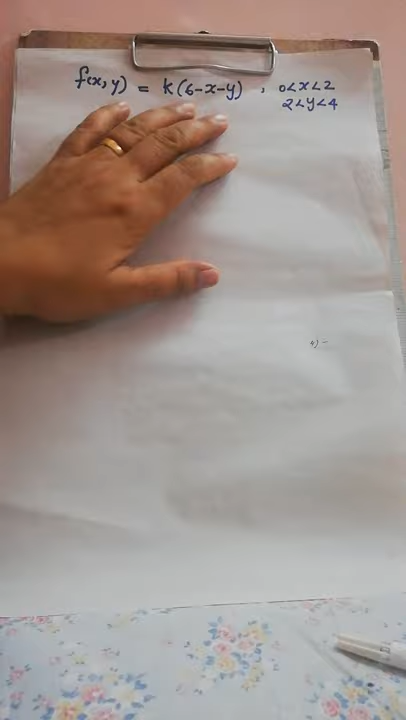 f(x, y) = k(6-x-y) , 0<x<2
2<y<4